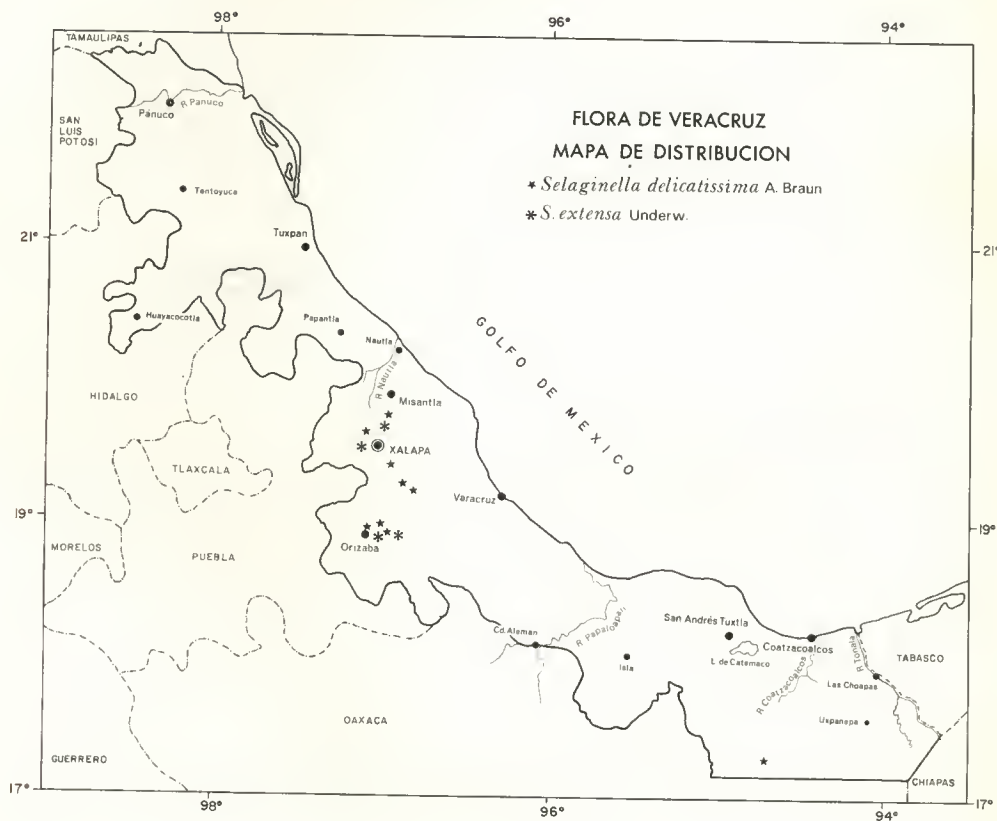 98° 96° 94°
TAMAULIPAS
R. Panuco
Pánuco
SAN
LUIS
POTOSI
FLORA DE VERACRUZ
MAPA DE DISTRIBUCION
★ Selaginella delicatissima A. Braun
* S. extensa Underw.
Tantoyuca
Tuxpan
21° 21°
Huayacocotla
Papantla
Nautla
R. Nautla
GOLFO DE MEXICO
Misantla
HIDALGO
XALAPA
TLAXCALA
Veracruz
19° 19°
Orizaba
MORELOS
PUEBLA
San Andrés Tuxtla
Cd. Aleman
R. Papaloapan
Coatzacoalcos
L. de Catemaco
R. Tonala
TABASCO
Isla
R. Coatzacoalcos
Las Choapas
Uxpanapa
OAXACA
GUERRERO
CHIAPAS
17° 17°
98° 96° 94°